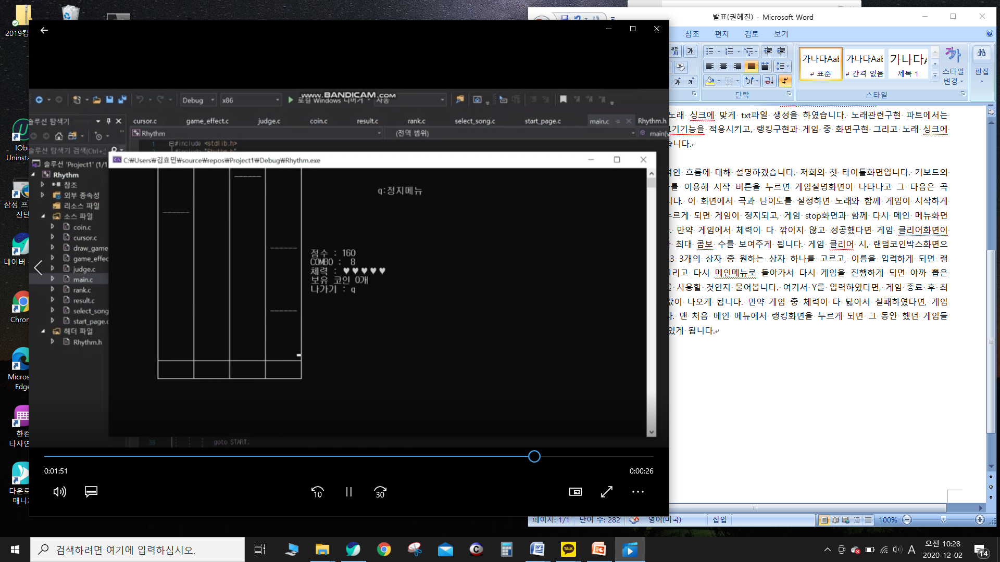 2019컴
IObi
Uninsta
삼성 프
진단
네이버
Chrom
Micros
Edge
한컴
타자연
다운로
매니저
Debug
x86
www.BANDICAM.com
로컬 Windows 디버거
자동
솔루션 탐색기
cursor.c
game_effect.c
judge.c
coin.c
result.c
rank.c
select_song.c
start_page.c
main.c
Rhythm.h
Rhythm
(전역 범위)
main(v
1
#include <stdlib.h>
#include "Rhythm.h"
솔루션 탐색기 검색(Ctrl+;)
솔루션 'Project1' (1/1
Rhythm
참조
외부 종속성
리소스 파일
소스 파일
coin.c
cursor.c
draw_game
game_effec
judge.c
main.c
rank.c
result.c
select_song
start_page.c
헤더 파일
Rhythm.h
C:₩Users₩김효민₩source₩repos₩Project1₩Debug₩Rhythm.exe
q:정지메뉴
점수 : 160
COMBO : 8
체력 : ♥♥♥♥♥
보유 코인 0개
나가기 : q
38
goto START;
0:01:51
0:00:26
10
30
발표(권혜진) - Microsoft Word
참조
편지
검토
보기
가나다AaB
가나다AaB
가나다A
표준
간격 없음
제목 1
스타일
변경
편집
단락
스타일
노래 싱크에 맞게 txt파일 생성을 하였습니다. 노래관련구현 파트에서는
기기능을 적용시키고, 랭킹구현과 게임 중 화면구현 그리고 노래 싱크에
습니다.
적인 흐름에 대해 설명하겠습니다. 저희의 첫 타이틀화면입니다. 키보드의
를 이용해 시작 버튼을 누르면 게임설명화면이 나타나고 그 다음은 곡
니다. 이 화면에서 곡과 난이도를 설정하면 노래와 함께 게임이 시작하게
누르게 되면 게임이 정지되고, 게임 stop화면과 함께 다시 메인 메뉴화면
. 만약 게임에서 체력이 다 깎이지 않고 성공했다면 게임 클리어화면이
최대 콤보 수를 보여주게 됩니다. 게임 클리어 시, 랜덤코인박스화면으
3 3개의 상자 중 원하는 상자 하나를 고르고, 이름을 입력하게 되면 랭
그리고 다시 메인메뉴로 돌아가서 다시 게임을 진행하게 되면 아까 뽑은
를 사용할 것인지 물어봅니다. 여기서 Y를 입력하였다면, 게임 종료 후 최
값이 나오게 됩니다. 만약 게임 중 체력이 다 닳아서 실패하였다면, 게임
다. 맨 처음 메인 메뉴에서 랭킹화면을 누르게 되면 그 동안 했던 게임들
있게 됩니다.
페이지: 1/1
단어 수: 282
영어(미국)
삽입
100%
검색하려면 여기에 입력하십시오.
TALK
A
오전 10:28
2020-12-02
14